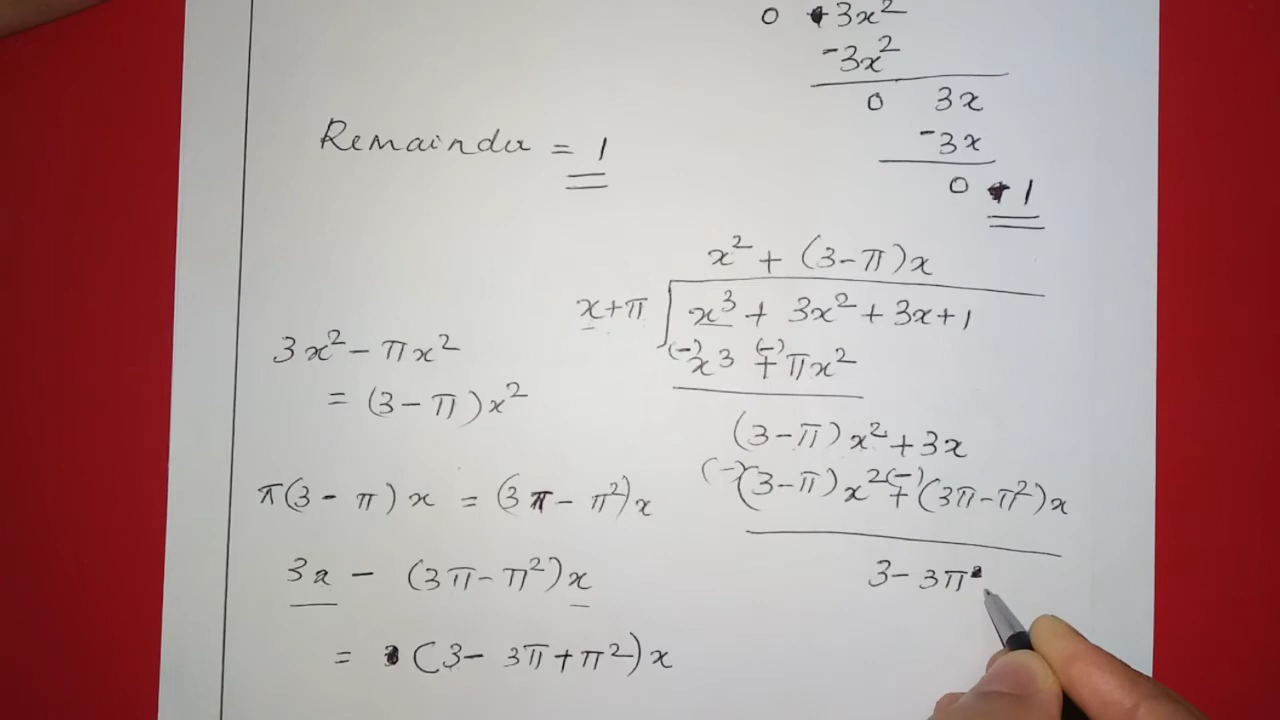 0 +3x²
-3x²
0 3x
-3x
0 +1
Remainder = 1
x² + (3-π)x
x+π x³ + 3x² + 3x+1
(-)x3 (-)+ πx²
3x² - πx²
= (3-π)x²
(3-π)x²+3x
(-)(3-π)x² (-)+ (3π-π²)x
π(3-π)x = (3π-π²)x
3x - (3π-π²)x
3- 3π
= (3- 3π+π²)x